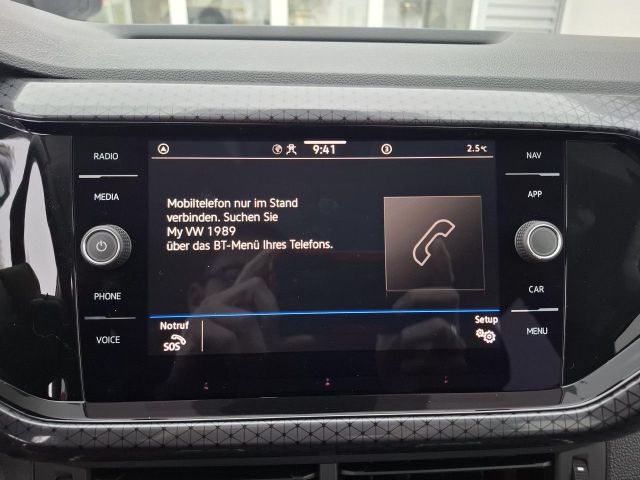 RADIO
MEDIA
PHONE
VOICE
9:41
3
2.5°C
Mobiltelefon nur im Stand
verbinden. Suchen Sie
My VW 1989
über das BT-Menü Ihres Telefons.
Notruf
SOS
Setup
NAV
APP
CAR
MENU